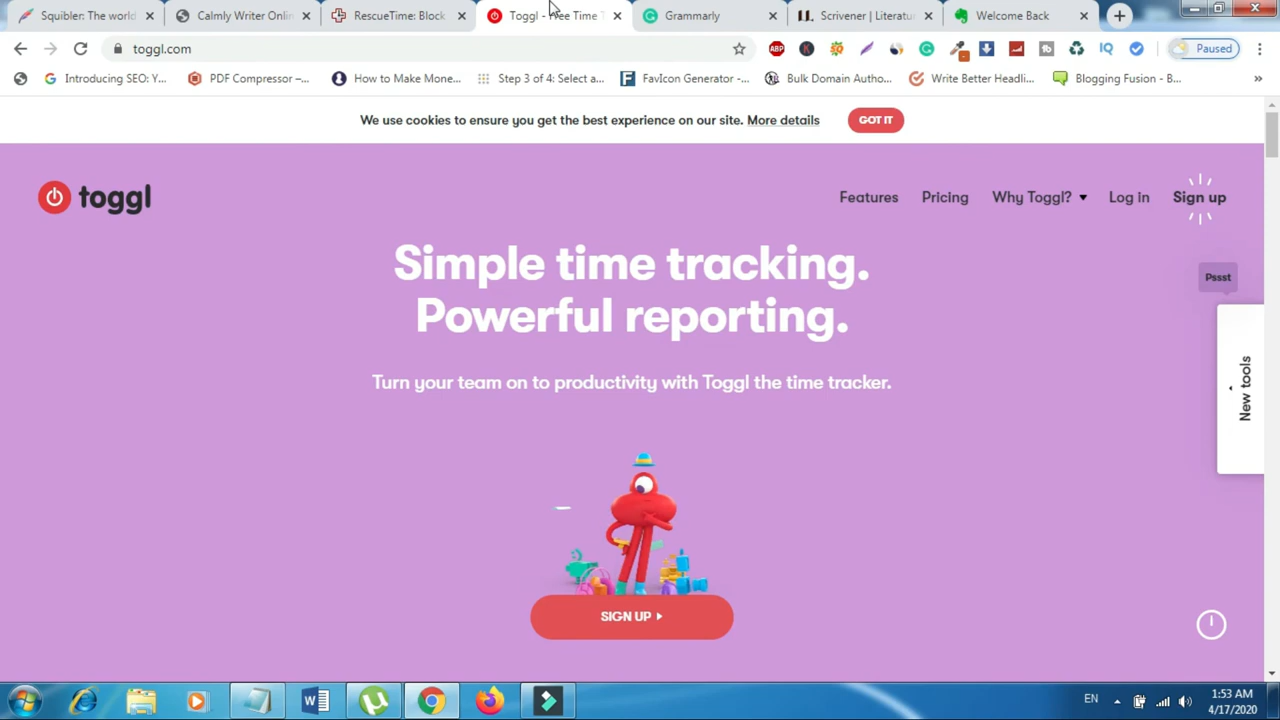 Squibler: The world
Calmly Writer Onlin
RescueTime: Block
Toggl - Free Time T
Grammarly
Scrivener | Literatur
Welcome Back
toggl.com
ABP
K
IQ
Paused
Introducing SEO: Y...
PDF Compressor –...
How to Make Mone...
Step 3 of 4: Select a...
FavIcon Generator -...
Bulk Domain Autho...
Write Better Headli...
Blogging Fusion - B...
We use cookies to ensure you get the best experience on our site. More details
GOT IT
toggl
Features
Pricing
Why Toggl?
Log in
Sign up
Simple time tracking.
Powerful reporting.
Pssst
New tools
Turn your team on to productivity with Toggl the time tracker.
SIGN UP
EN
1:53 AM
4/17/2020